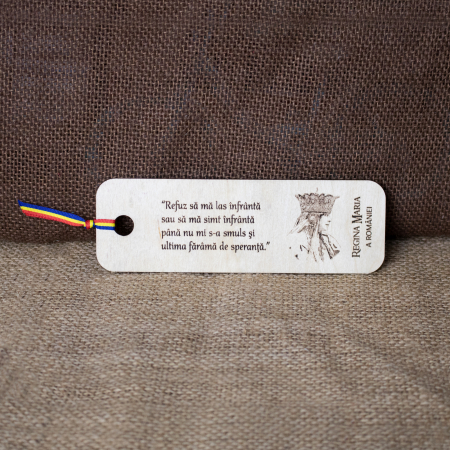 “Refuz să mă las înfrântă
sau să mă simt înfrântă
până nu mi s-a smuls și
ultima fărâmă de speranță.”
REGINA MARIA
A ROMÂNIEI